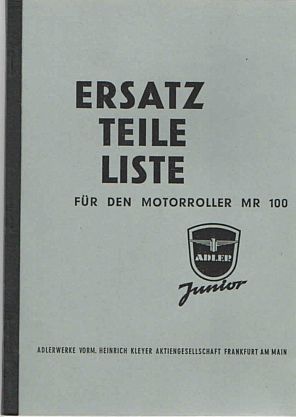 ERSATZ
TEILE
LISTE
FÜR DEN MOTORROLLER MR 100
ADLER
Junior
ADLERWERKE VORM. HEINRICH KLEYER AKTIENGESELLSCHAFT FRANKFURT AM MAIN